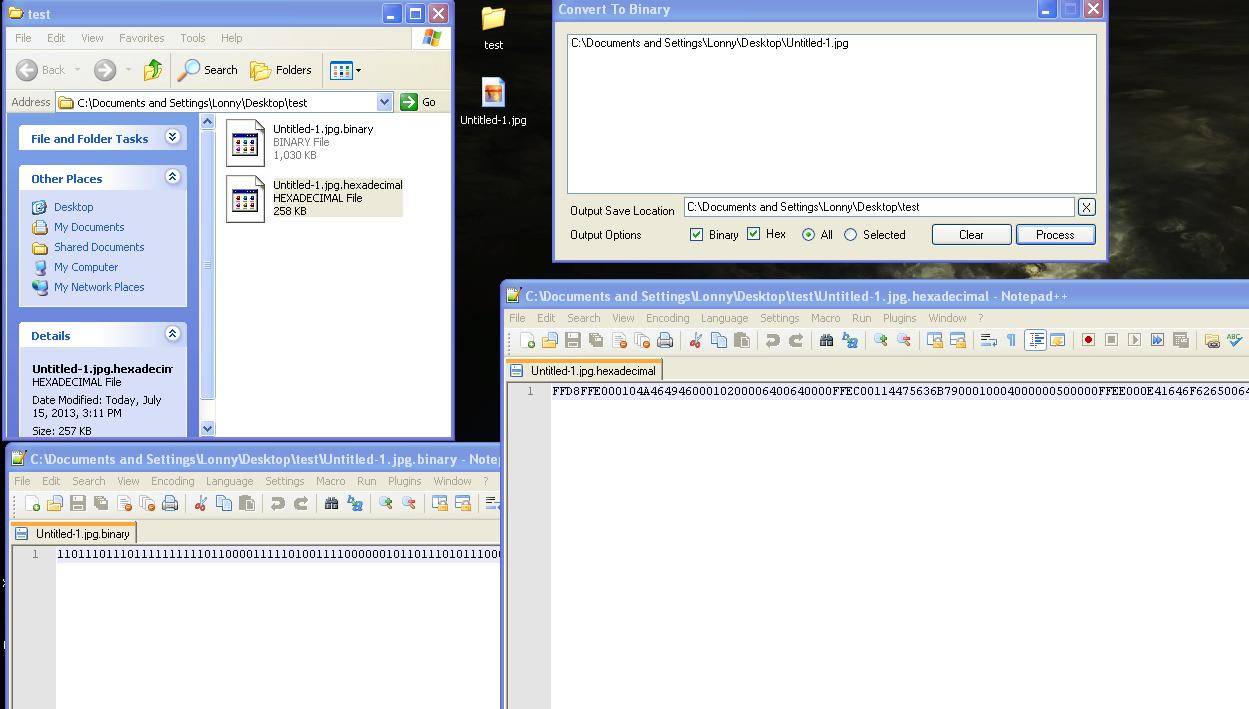 test
File Edit View Favorites Tools Help
Back Search Folders
Address C:\Documents and Settings\Lonny\Desktop\test Go
File and Folder Tasks
Other Places
Desktop
My Documents
Shared Documents
My Computer
My Network Places
Details
Untitled-1.jpg.hexadecim
HEXADECIMAL File
Date Modified: Today, July
15, 2013, 3:11 PM
Size: 257 KB
Untitled-1.jpg.binary
BINARY File
1,030 KB
Untitled-1.jpg.hexadecimal
HEXADECIMAL File
258 KB
test
Untitled-1.jpg
Convert To Binary
C:\Documents and Settings\Lonny\Desktop\Untitled-1.jpg
Output Save Location C:\Documents and Settings\Lonny\Desktop\test X
Output Options Binary Hex All Selected Clear Process
C:\Documents and Settings\Lonny\Desktop\test\Untitled-1.jpg.hexadecimal - Notepad++
File Edit Search View Encoding Language Settings Macro Run Plugins Window ?
Untitled-1.jpg.hexadecimal
1 FFD8FFE000104A46494600010200006400640000FFEC00114475636B79000100040000000500000FFEE000E41646F62650064
C:\Documents and Settings\Lonny\Desktop\test\Untitled-1.jpg.binary - Note
File Edit Search View Encoding Language Settings Macro Run Plugins Window ?
Untitled-1.jpg.binary
1